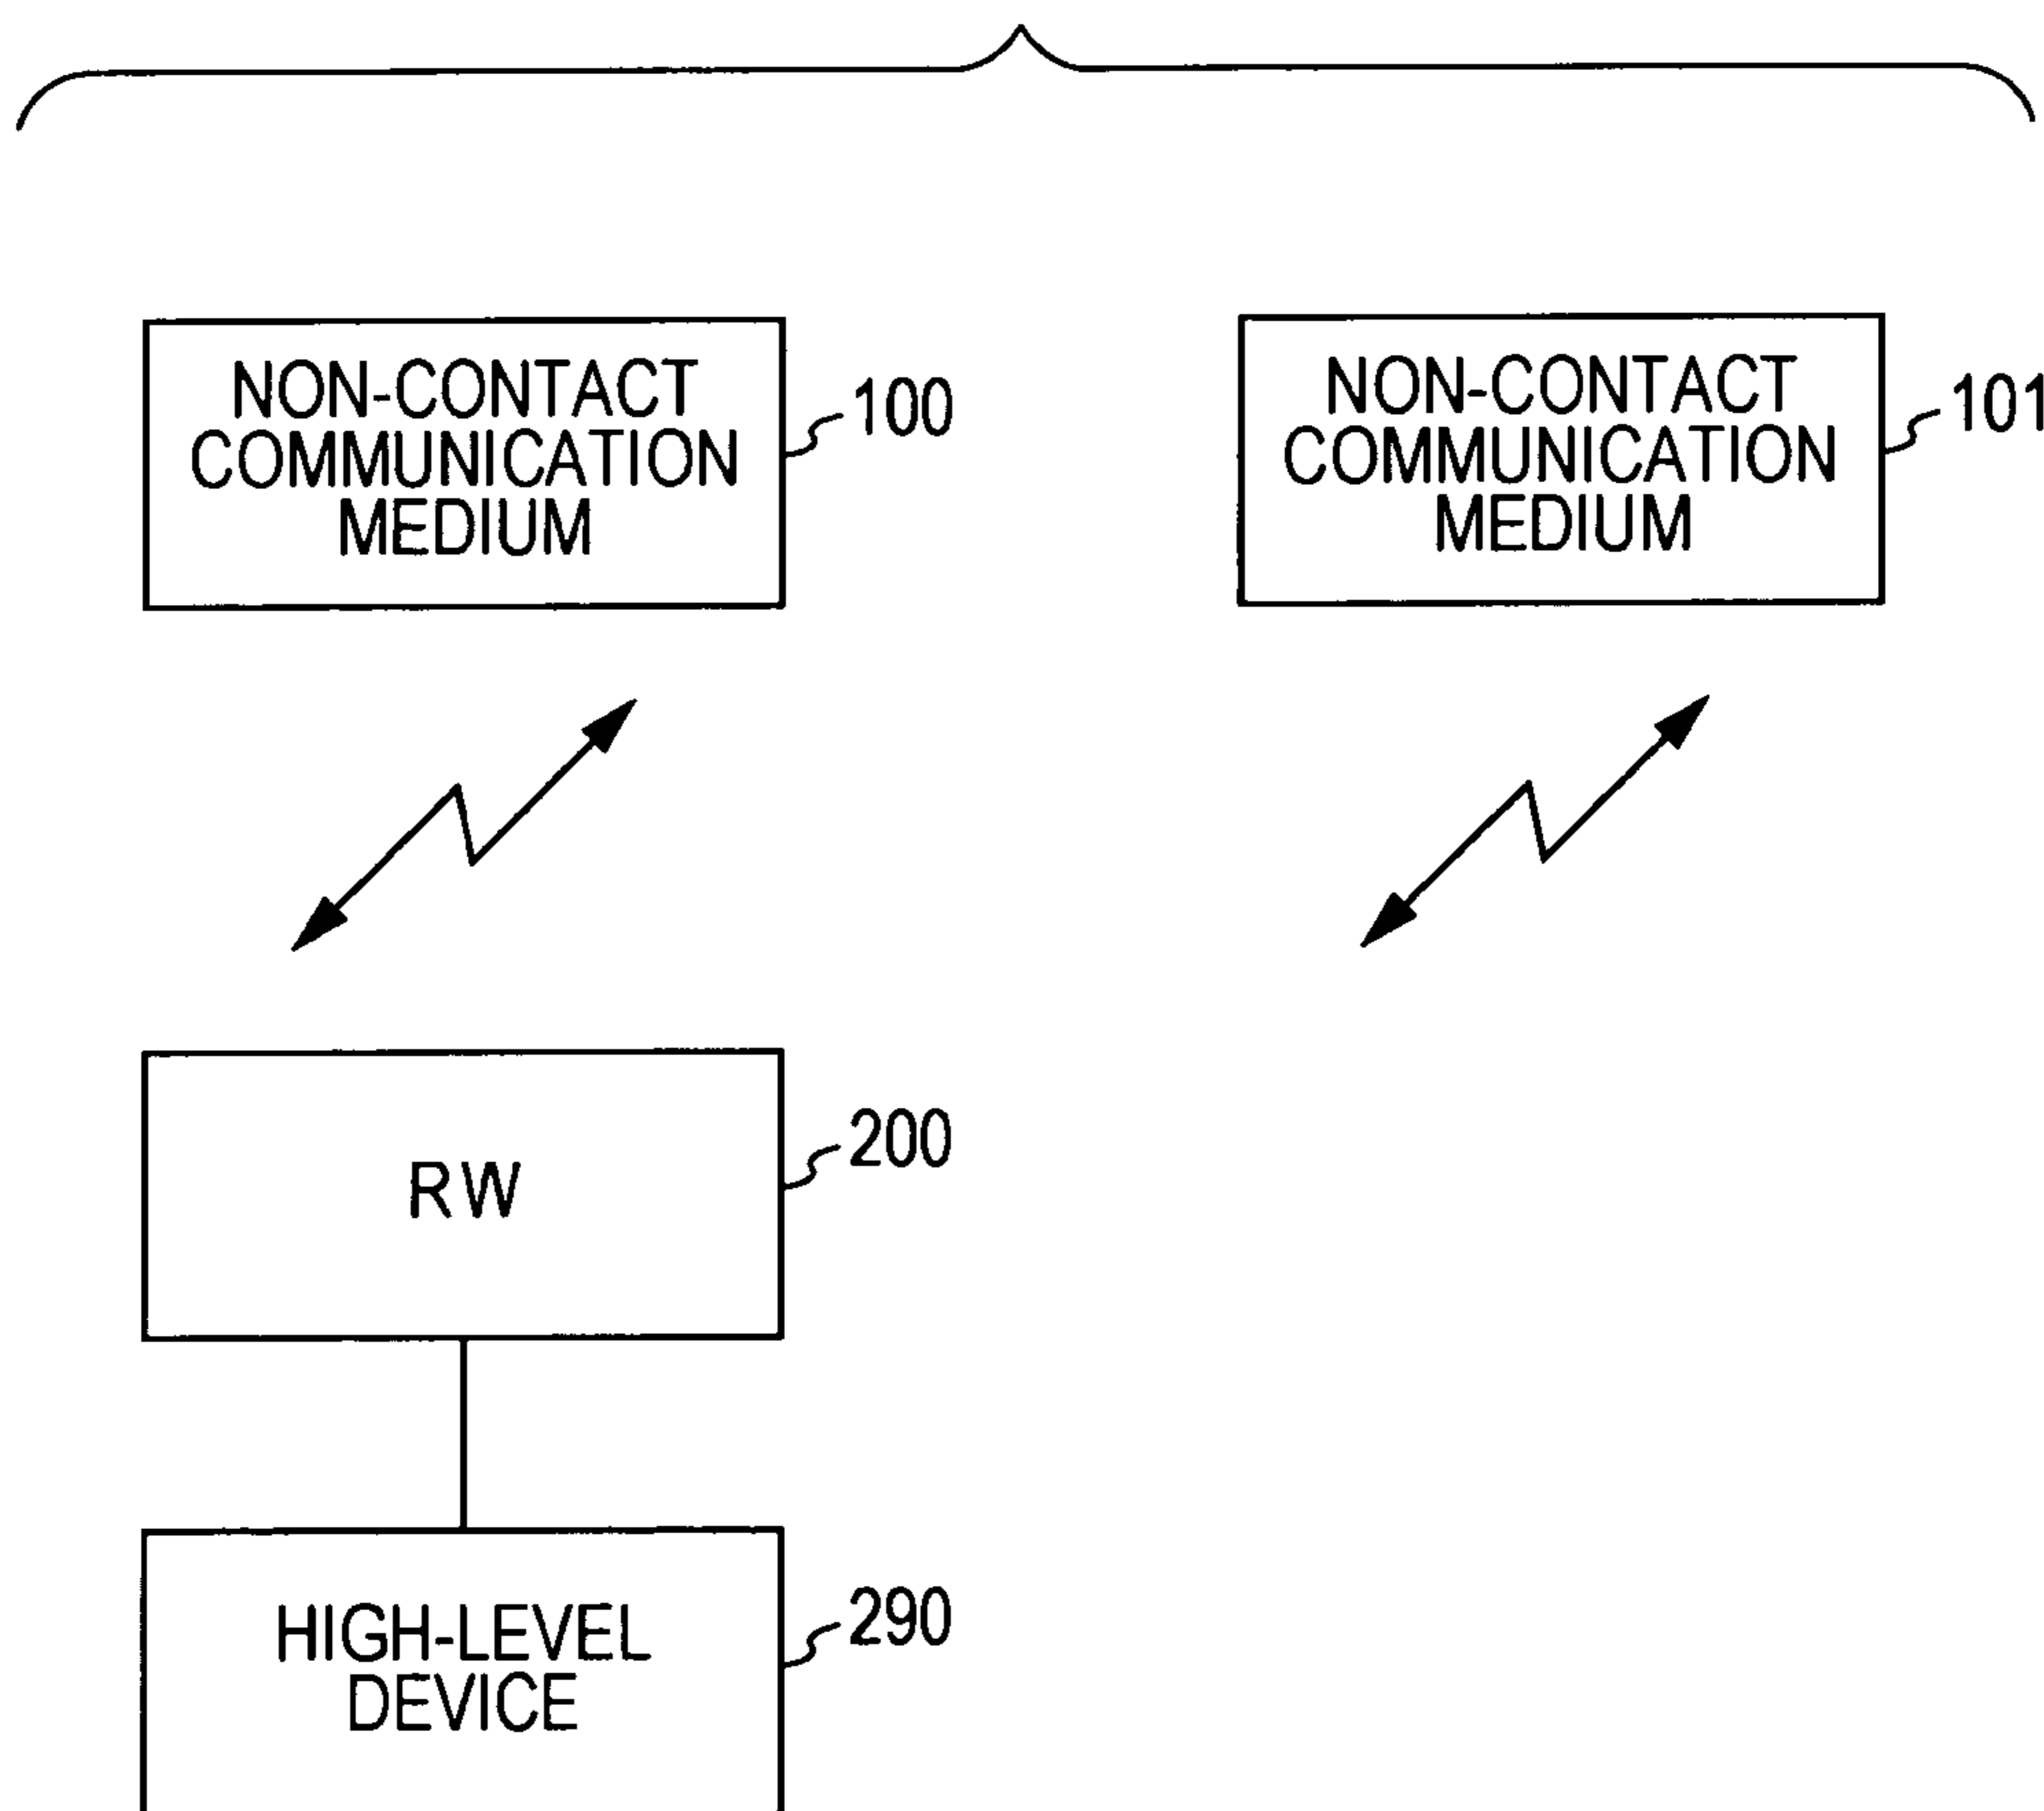 NON-CONTACT
COMMUNICATION
MEDIUM
100
NON-CONTACT
COMMUNICATION
MEDIUM
101
RW
200
HIGH-LEVEL
DEVICE
290